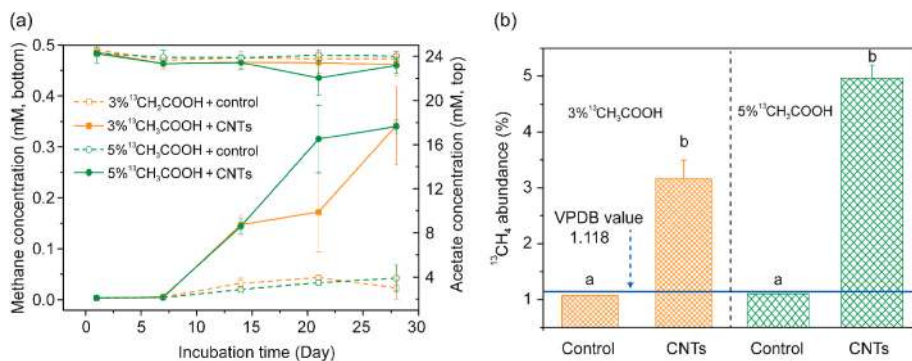 (a)
0.5
0.4
0.3
0.2
0.1
0.0
Methane concentration (mM, bottom)
3%¹³CH₃COOH + control
3%¹³CH₃COOH + CNTs
5%¹³CH₃COOH + control
5%¹³CH₃COOH + CNTs
24
20
16
12
8
4
Acetate concentration (mM, top)
0 5 10 15 20 25 30
Incubation time (Day)
(b)
6
5
4
3
2
1
¹³CH₄ abundance (%)
3%¹³CH₃COOH
5%¹³CH₃COOH
b
b
VPDB value
1.118
a
a
Control CNTs Control CNTs